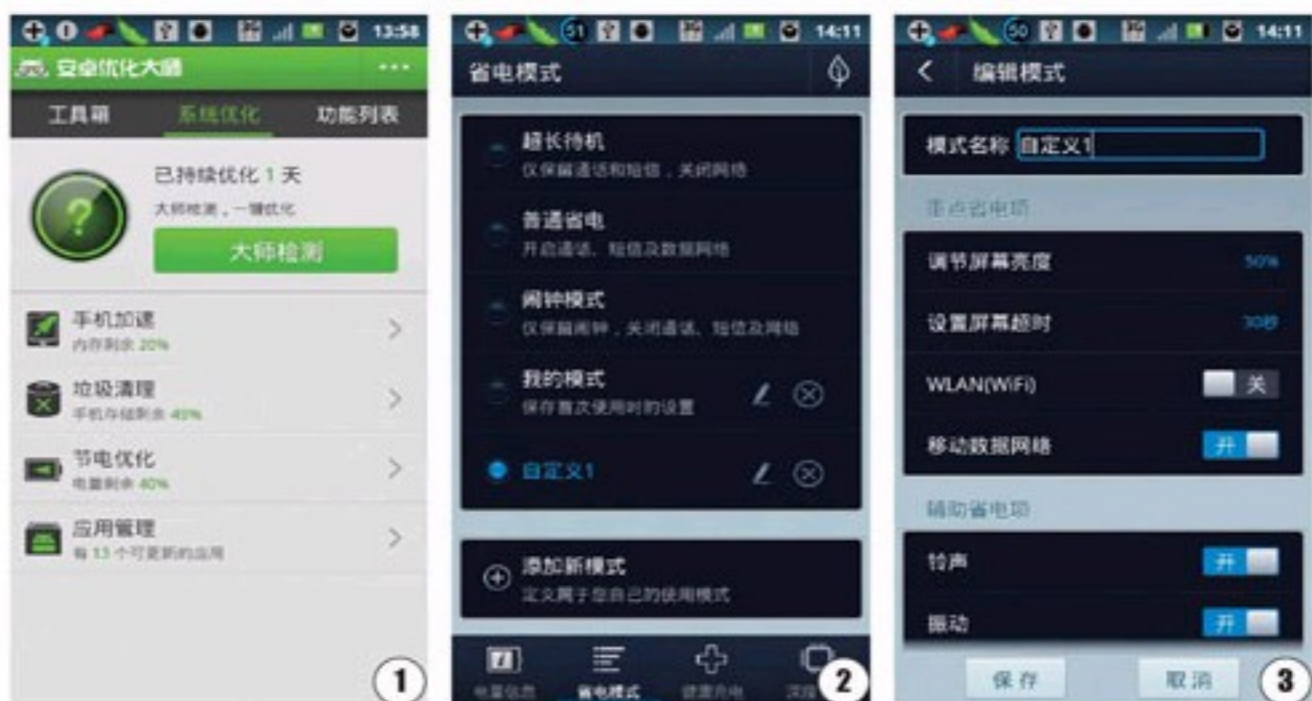 13:58
安卓优化大师
工具箱 系统优化 功能列表
已持续优化 1 天
大师检测，一键优化
大师检测
手机加速
内存剩余 20%
垃圾清理
手机存储剩余 49%
节电优化
电量剩余 40%
应用管理
有 13 个可更新的应用
1
51 14:11
省电模式
超长待机
仅保留通话和短信，关闭网络
普通省电
开启通话、短信及数据网络
闹钟模式
仅保留闹钟，关闭通话、短信及网络
我的模式
保存首次使用时的设置
自定义1
添加新模式
定义属于您自己的使用模式
电量信息 省电模式 健康充电
2
50 14:11
编辑模式
模式名称 自定义1
重点省电项
调节屏幕亮度 50%
设置屏幕超时 30秒
WLAN(WiFi) 关
移动数据网络 开
辅助省电项
铃声 开
振动 开
保存 取消
3